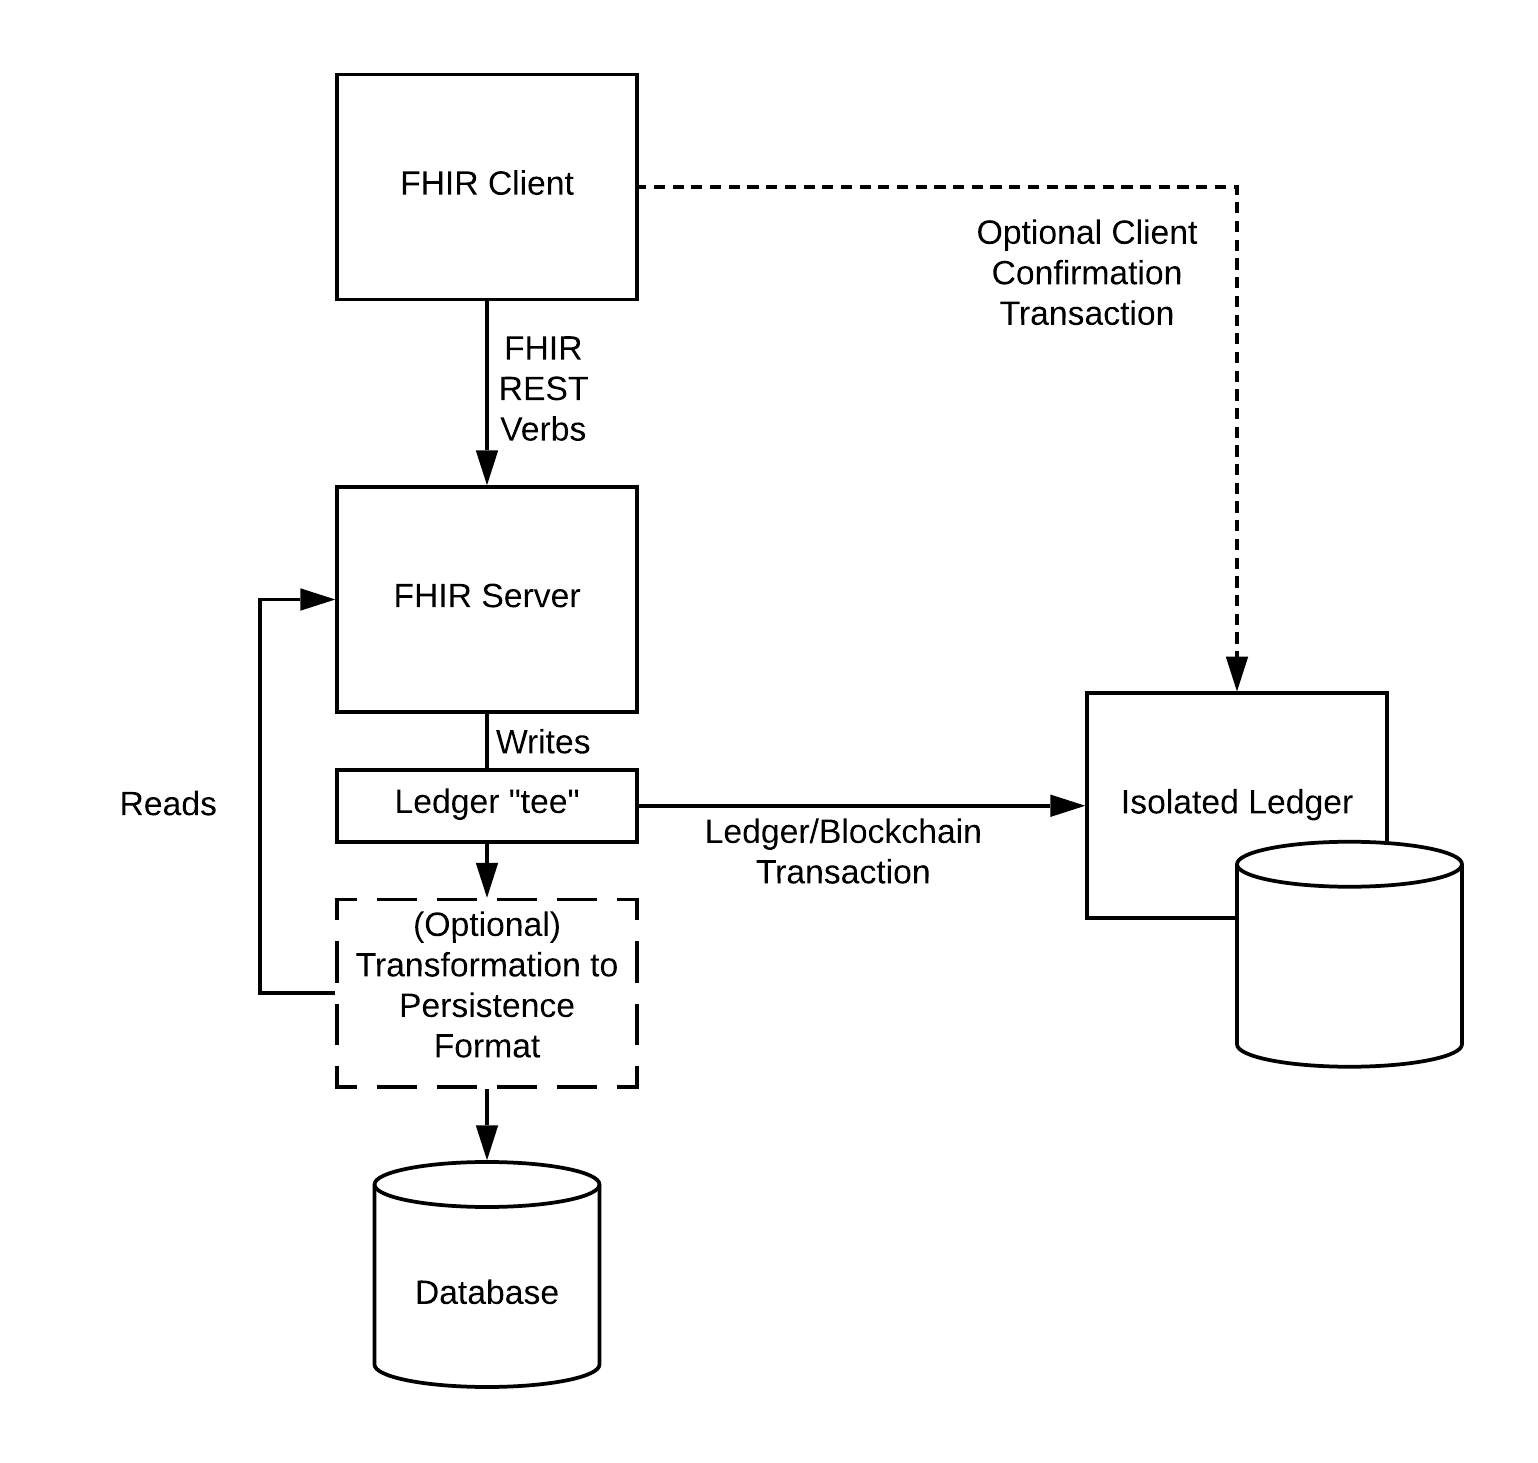 FHIR Client
Optional Client
Confirmation
Transaction
FHIR
REST
Verbs
FHIR Server
Writes
Reads
Ledger "tee"
Isolated Ledger
Ledger/Blockchain
Transaction
(Optional)
Transformation to
Persistence
Format
Database